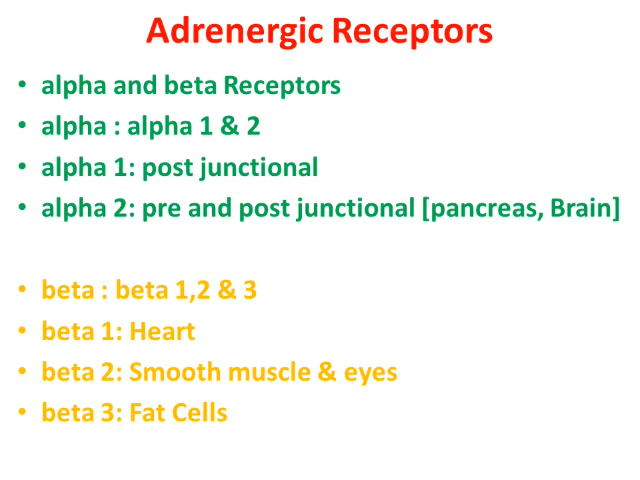 Adrenergic Receptors
• alpha and beta Receptors
• alpha : alpha 1 & 2
• alpha 1: post junctional
• alpha 2: pre and post junctional [pancreas, Brain]
• beta : beta 1,2 & 3
• beta 1: Heart
• beta 2: Smooth muscle & eyes
• beta 3: Fat Cells